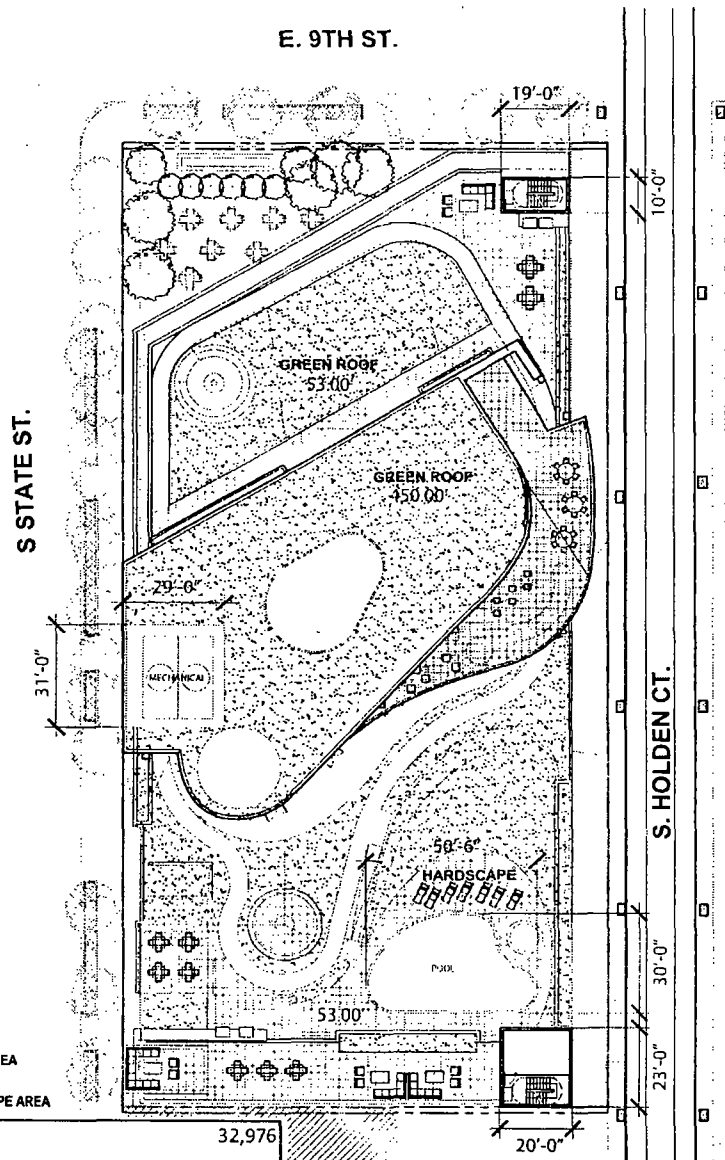 E. 9TH ST.
19'-0"
10'-0"
GREEN ROOF
53.00'
S STATE ST.
GREEN ROOF
450.00'
29'-0"
31'-0"
MECHANICAL
S. HOLDEN CT.
50'-6"
HARDSCAPE
POOL
30'-0"
53.00'
23'-0"
EA
PE AREA
32,976
20'-0"